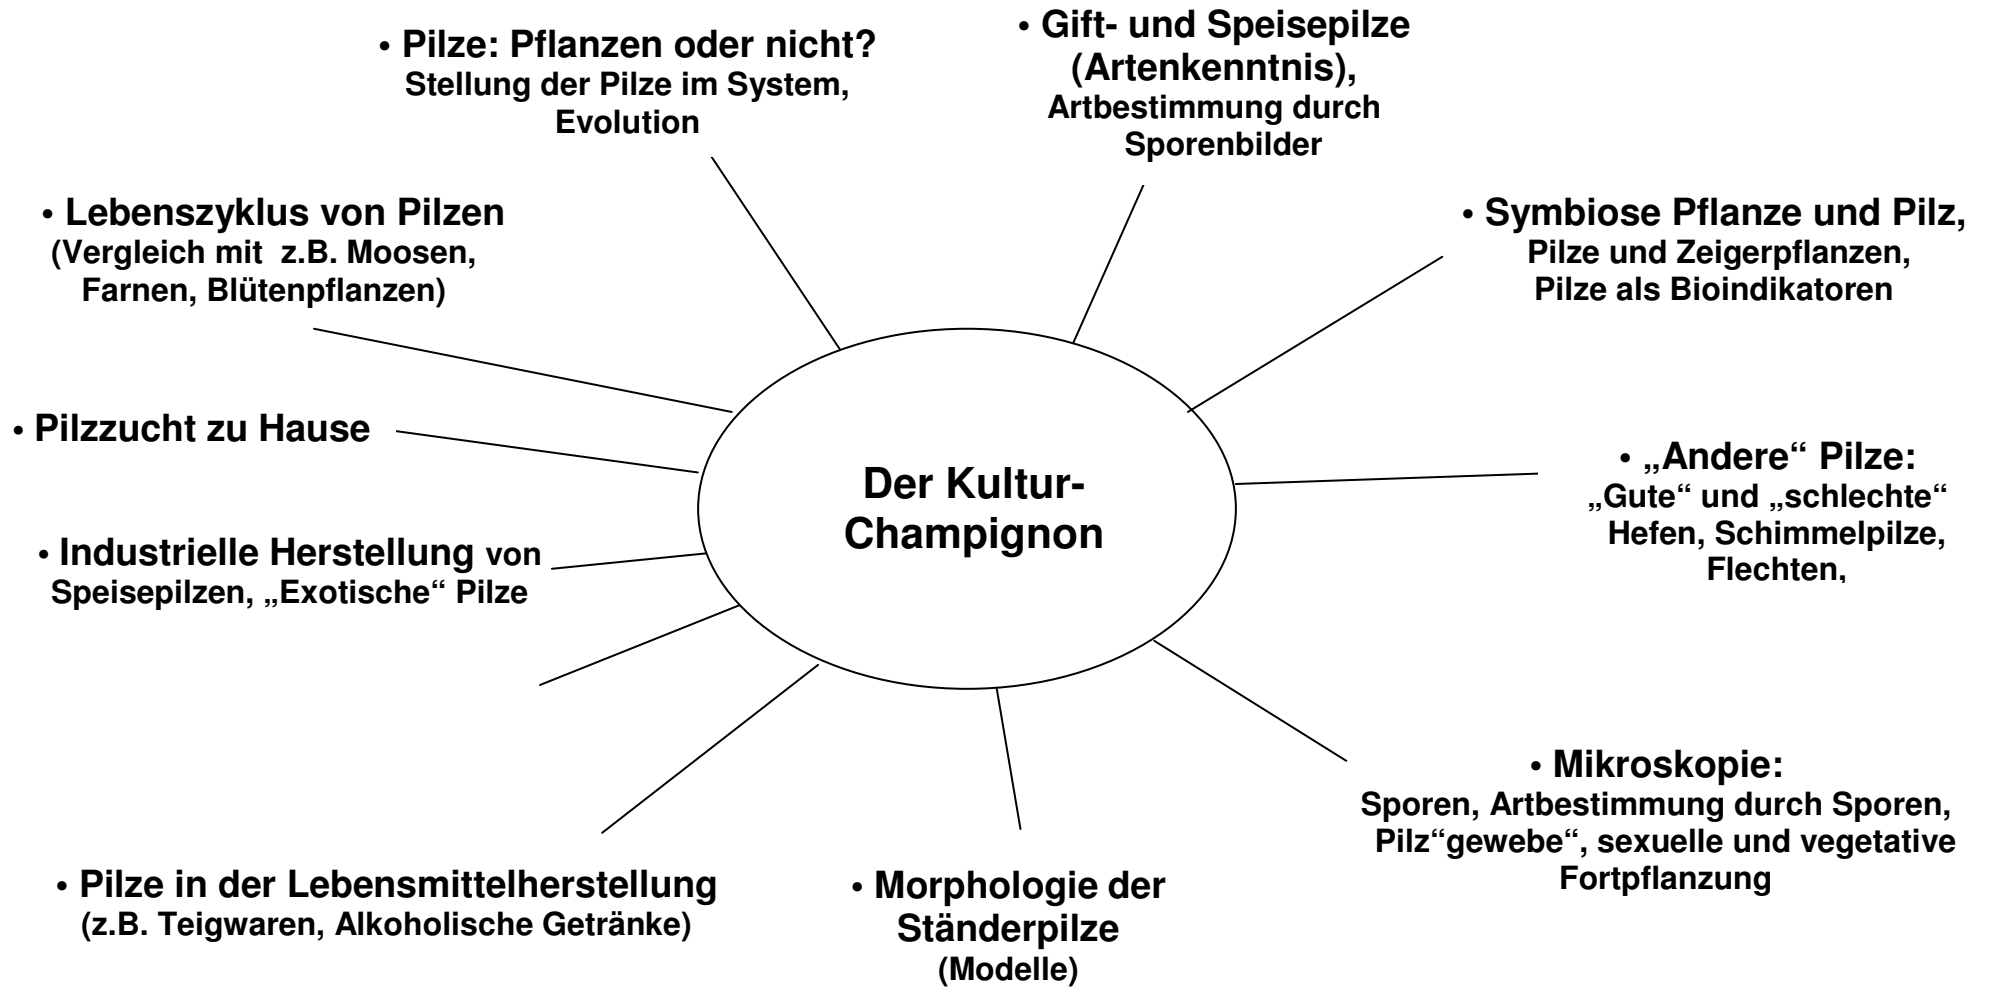 • Pilze: Pflanzen oder nicht?
Stellung der Pilze im System,
Evolution
• Gift- und Speisepilze
(Artenkenntnis),
Artbestimmung durch
Sporenbilder
• Lebenszyklus von Pilzen
(Vergleich mit  z.B. Moosen,
Farnen, Blütenpflanzen)
• Symbiose Pflanze und Pilz,
Pilze und Zeigerpflanzen,
Pilze als Bioindikatoren
• Pilzzucht zu Hause
Der Kultur-
Champignon
• „Andere“ Pilze:
„Gute“ und „schlechte“
Hefen, Schimmelpilze,
Flechten,
• Industrielle Herstellung von
Speisepilzen, „Exotische“ Pilze
• Mikroskopie:
Sporen, Artbestimmung durch Sporen,
Pilz“gewebe“, sexuelle und vegetative
Fortpflanzung
• Pilze in der Lebensmittelherstellung
(z.B. Teigwaren, Alkoholische Getränke)
• Morphologie der
Ständerpilze
(Modelle)